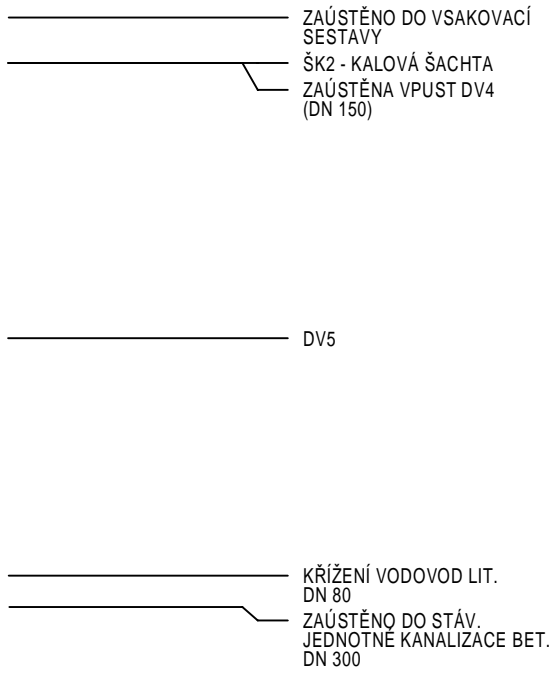 ZAÚSTĚNO DO VSAKOVACÍ
SESTAVY
ŠK2 - KALOVÁ ŠACHTA
ZAÚSTĚNA VPUST DV4
(DN 150)
DV5
KŘÍŽENÍ VODOVOD LIT.
DN 80
ZAÚSTĚNO DO STÁV.
JEDNOTNÉ KANALIZACE BET.
DN 300